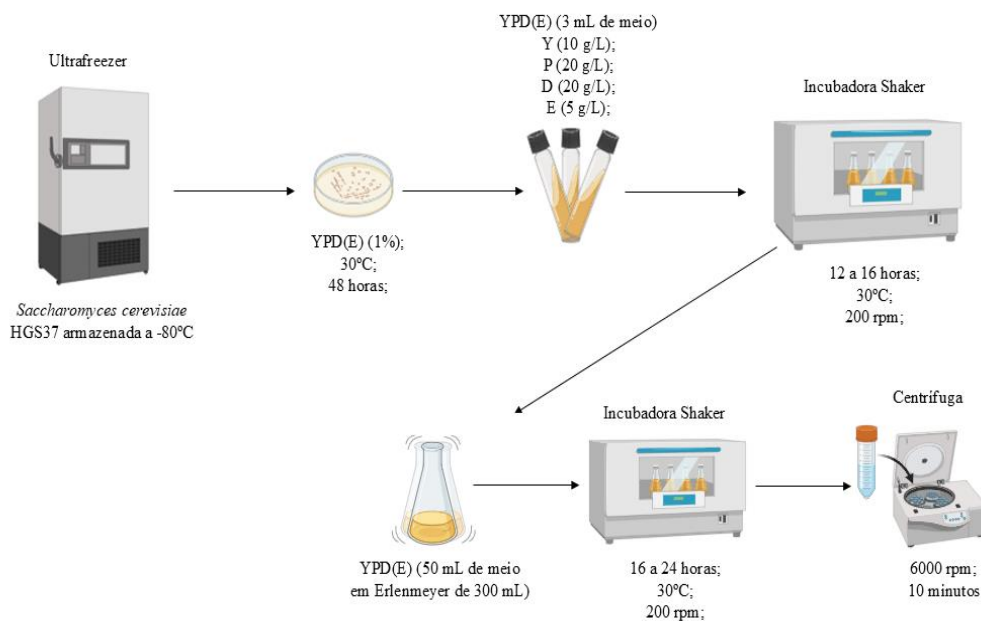 Ultrafreezer
Saccharomyces cerevisiae
HGS37 armazenada a -80ºC
YPD(E) (1%);
30ºC;
48 horas;
YPD(E) (3 mL de meio)
Y (10 g/L);
P (20 g/L);
D (20 g/L);
E (5 g/L);
Incubadora Shaker
12 a 16 horas;
30ºC;
200 rpm;
YPD(E) (50 mL de meio
em Erlenmeyer de 300 mL)
Incubadora Shaker
16 a 24 horas;
30ºC;
200 rpm;
Centrífuga
6000 rpm;
10 minutos